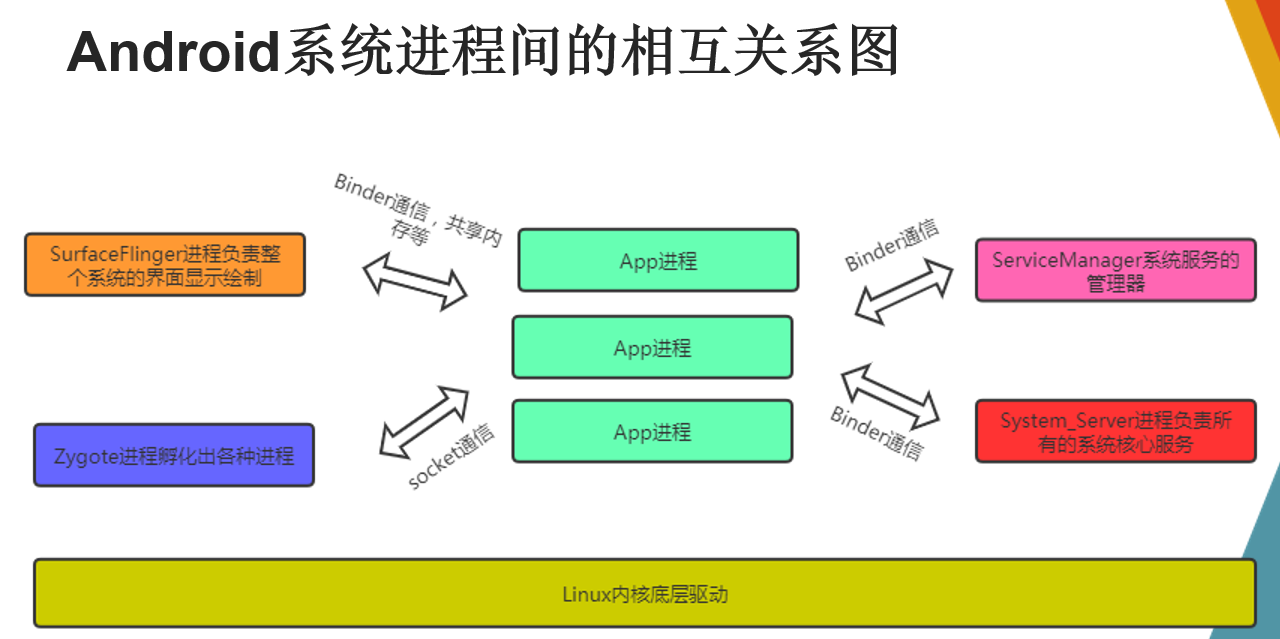 Android系统进程间的相互关系图
Binder通信，共享内
存等
SurfaceFlinger进程负责整
个系统的界面显示绘制
App进程
Binder通信
ServiceManager系统服务的
管理器
App进程
Zygote进程孵化出各种进程
socket通信
App进程
Binder通信
System_Server进程负责所
有的系统核心服务
Linux内核底层驱动